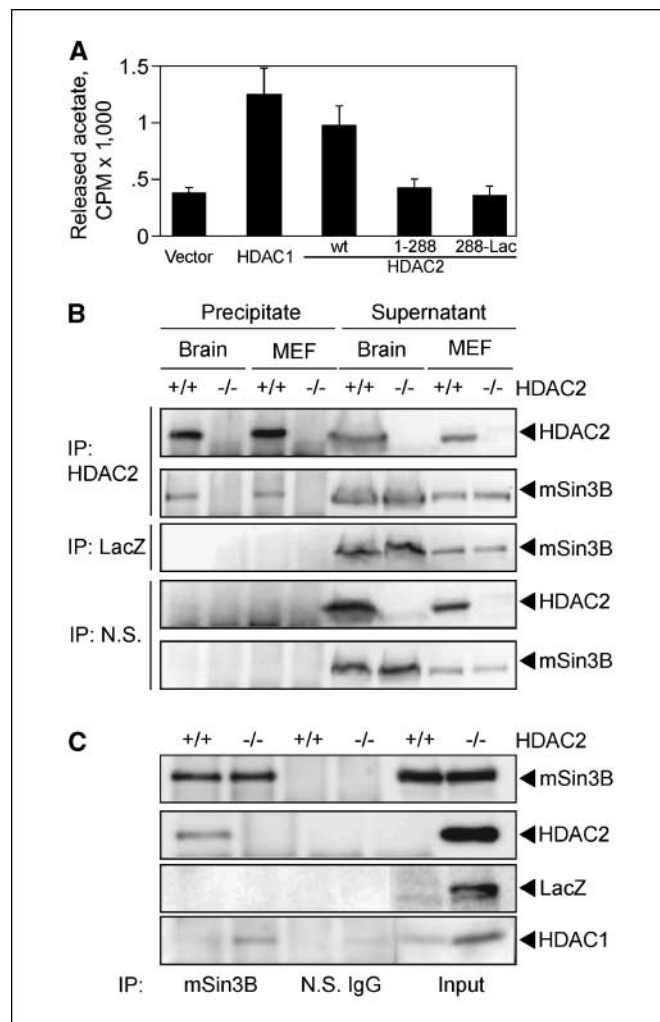 A
Released acetate, CPM x 1,000
1.5
1
.5
0
Vector HDAC1 wt 1-288 288-Lac
HDAC2
B
Precipitate Supernatant
Brain MEF Brain MEF
+/+ -/- +/+ -/- +/+ -/- +/+ -/- HDAC2
IP: HDAC2
HDAC2
mSin3B
IP: LacZ mSin3B
IP: N.S.
HDAC2
mSin3B
C
+/+ -/- +/+ -/- +/+ -/- HDAC2
mSin3B
HDAC2
LacZ
HDAC1
IP: mSin3B N.S. IgG Input